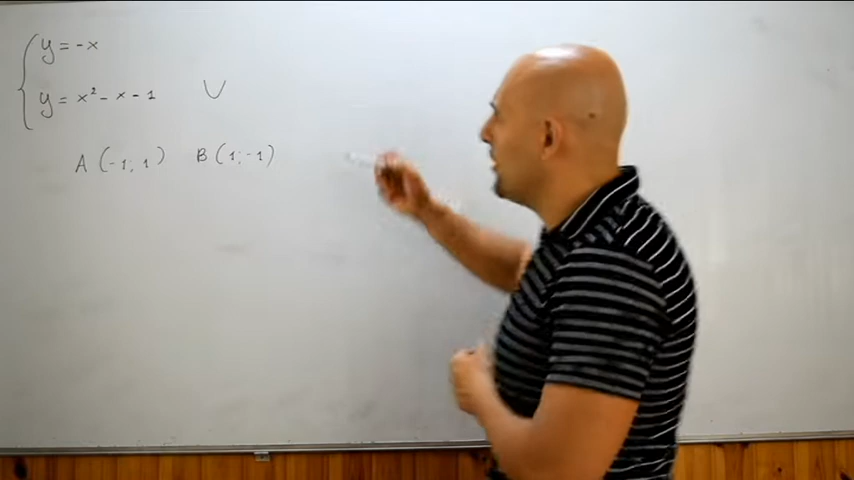 y = -x
y = x² - x - 1
A (-1; 1) B (1; -1)